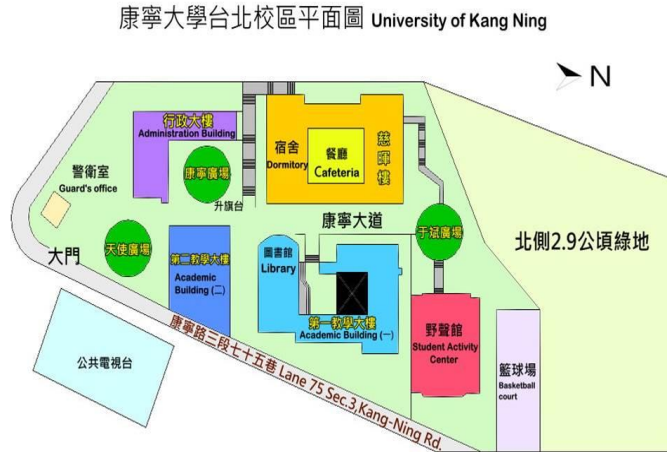 康寧大學台北校區平面圖 University of Kang Ning
N
行政大樓
Administration Building
康寧廣場
升旗台
宿舍
Dormitory
餐廳
Cafeteria
慈暉樓
警衛室
Guard's office
大門
天使廣場
第二教學大樓
Academic
Building (二)
圖書館
Library
康寧大道
第一教學大樓
Academic Building (一)
于斌廣場
野聲館
Student Activity
Center
籃球場
Basketball
court
北側2.9公頃綠地
公共電視台
康寧路三段七十五巷 Lane 75 Sec.3,Kang-Ning Rd.